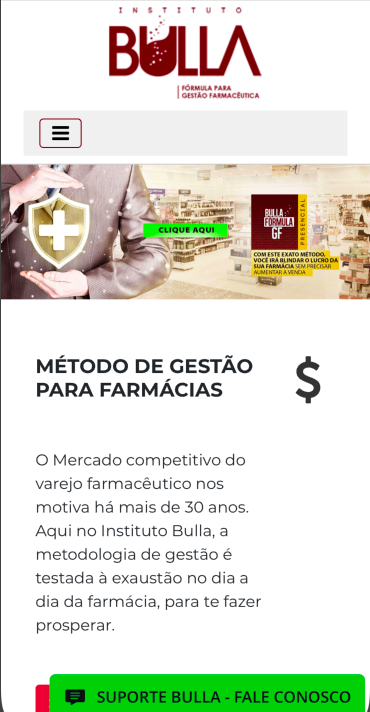 INSTITUTO
BULLA
FÓRMULA PARA
GESTÃO FARMACÊUTICA
CLIQUE AQUI
BULLA
FÓRMULA
GF
PRESENCIAL
COM ESTE EXATO MÉTODO,
VOCÊ IRÁ BLINDAR O LUCRO DA
SUA FARMÁCIA SEM PRECISAR
AUMENTAR A VENDA
MÉTODO DE GESTÃO
PARA FARMÁCIAS
$
O Mercado competitivo do
varejo farmacêutico nos
motiva há mais de 30 anos.
Aqui no Instituto Bulla, a
metodologia de gestão é
testada à exaustão no dia a
dia da farmácia, para te fazer
prosperar.
SUPORTE BULLA - FALE CONOSCO